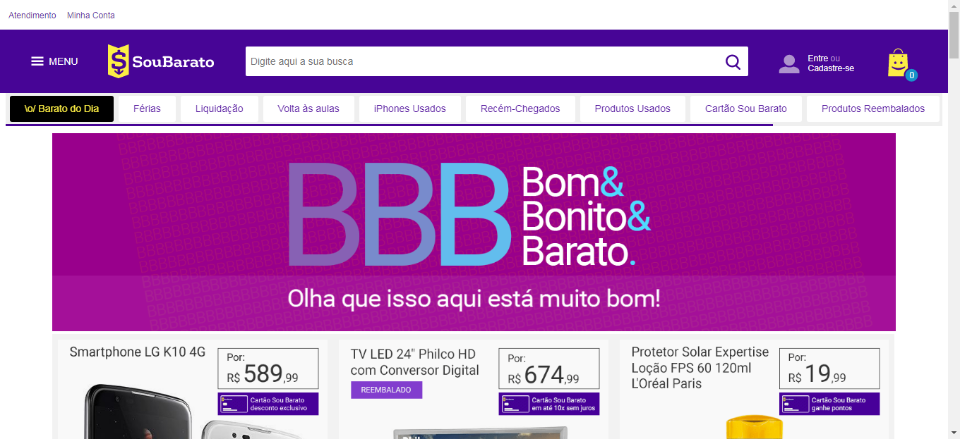 Atendimento Minha Conta
MENU SouBarato Digite aqui a sua busca Entre ou
Cadastre-se
0
\o/ Barato do Dia Férias Liquidação Volta às aulas iPhones Usados Recém-Chegados Produtos Usados Cartão Sou Barato Produtos Reembalados
BBB
Bom&
Bonito&
Barato.
Olha que isso aqui está muito bom!
Smartphone LG K10 4G
Por:
R$ 589,99
Cartão Sou Barato
desconto exclusivo
TV LED 24" Philco HD
com Conversor Digital
REEMBALADO
Por:
R$ 674,99
Cartão Sou Barato
em até 10x sem juros
Protetor Solar Expertise
Loção FPS 60 120ml
L'Oréal Paris
Por:
R$ 19,99
Cartão Sou Barato
ganhe pontos